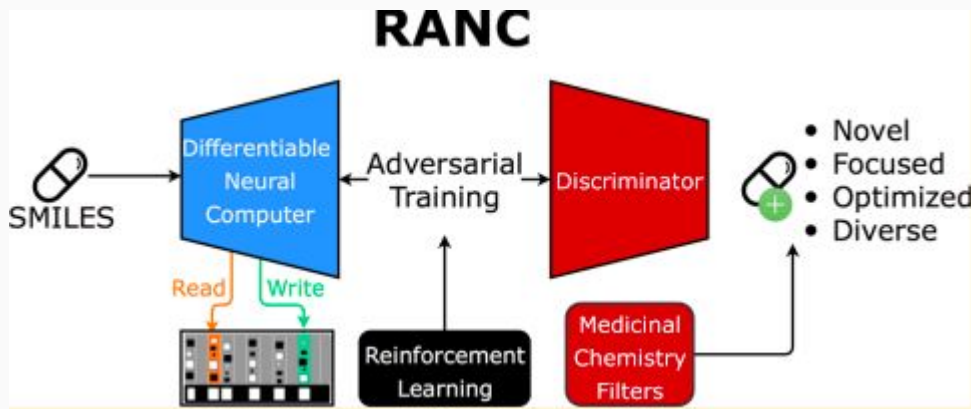 RANC
SMILES
Differentiable
Neural
Computer
Read
Write
Adversarial
Training
Reinforcement
Learning
Discriminator
Medicinal
Chemistry
Filters
• Novel
• Focused
• Optimized
• Diverse